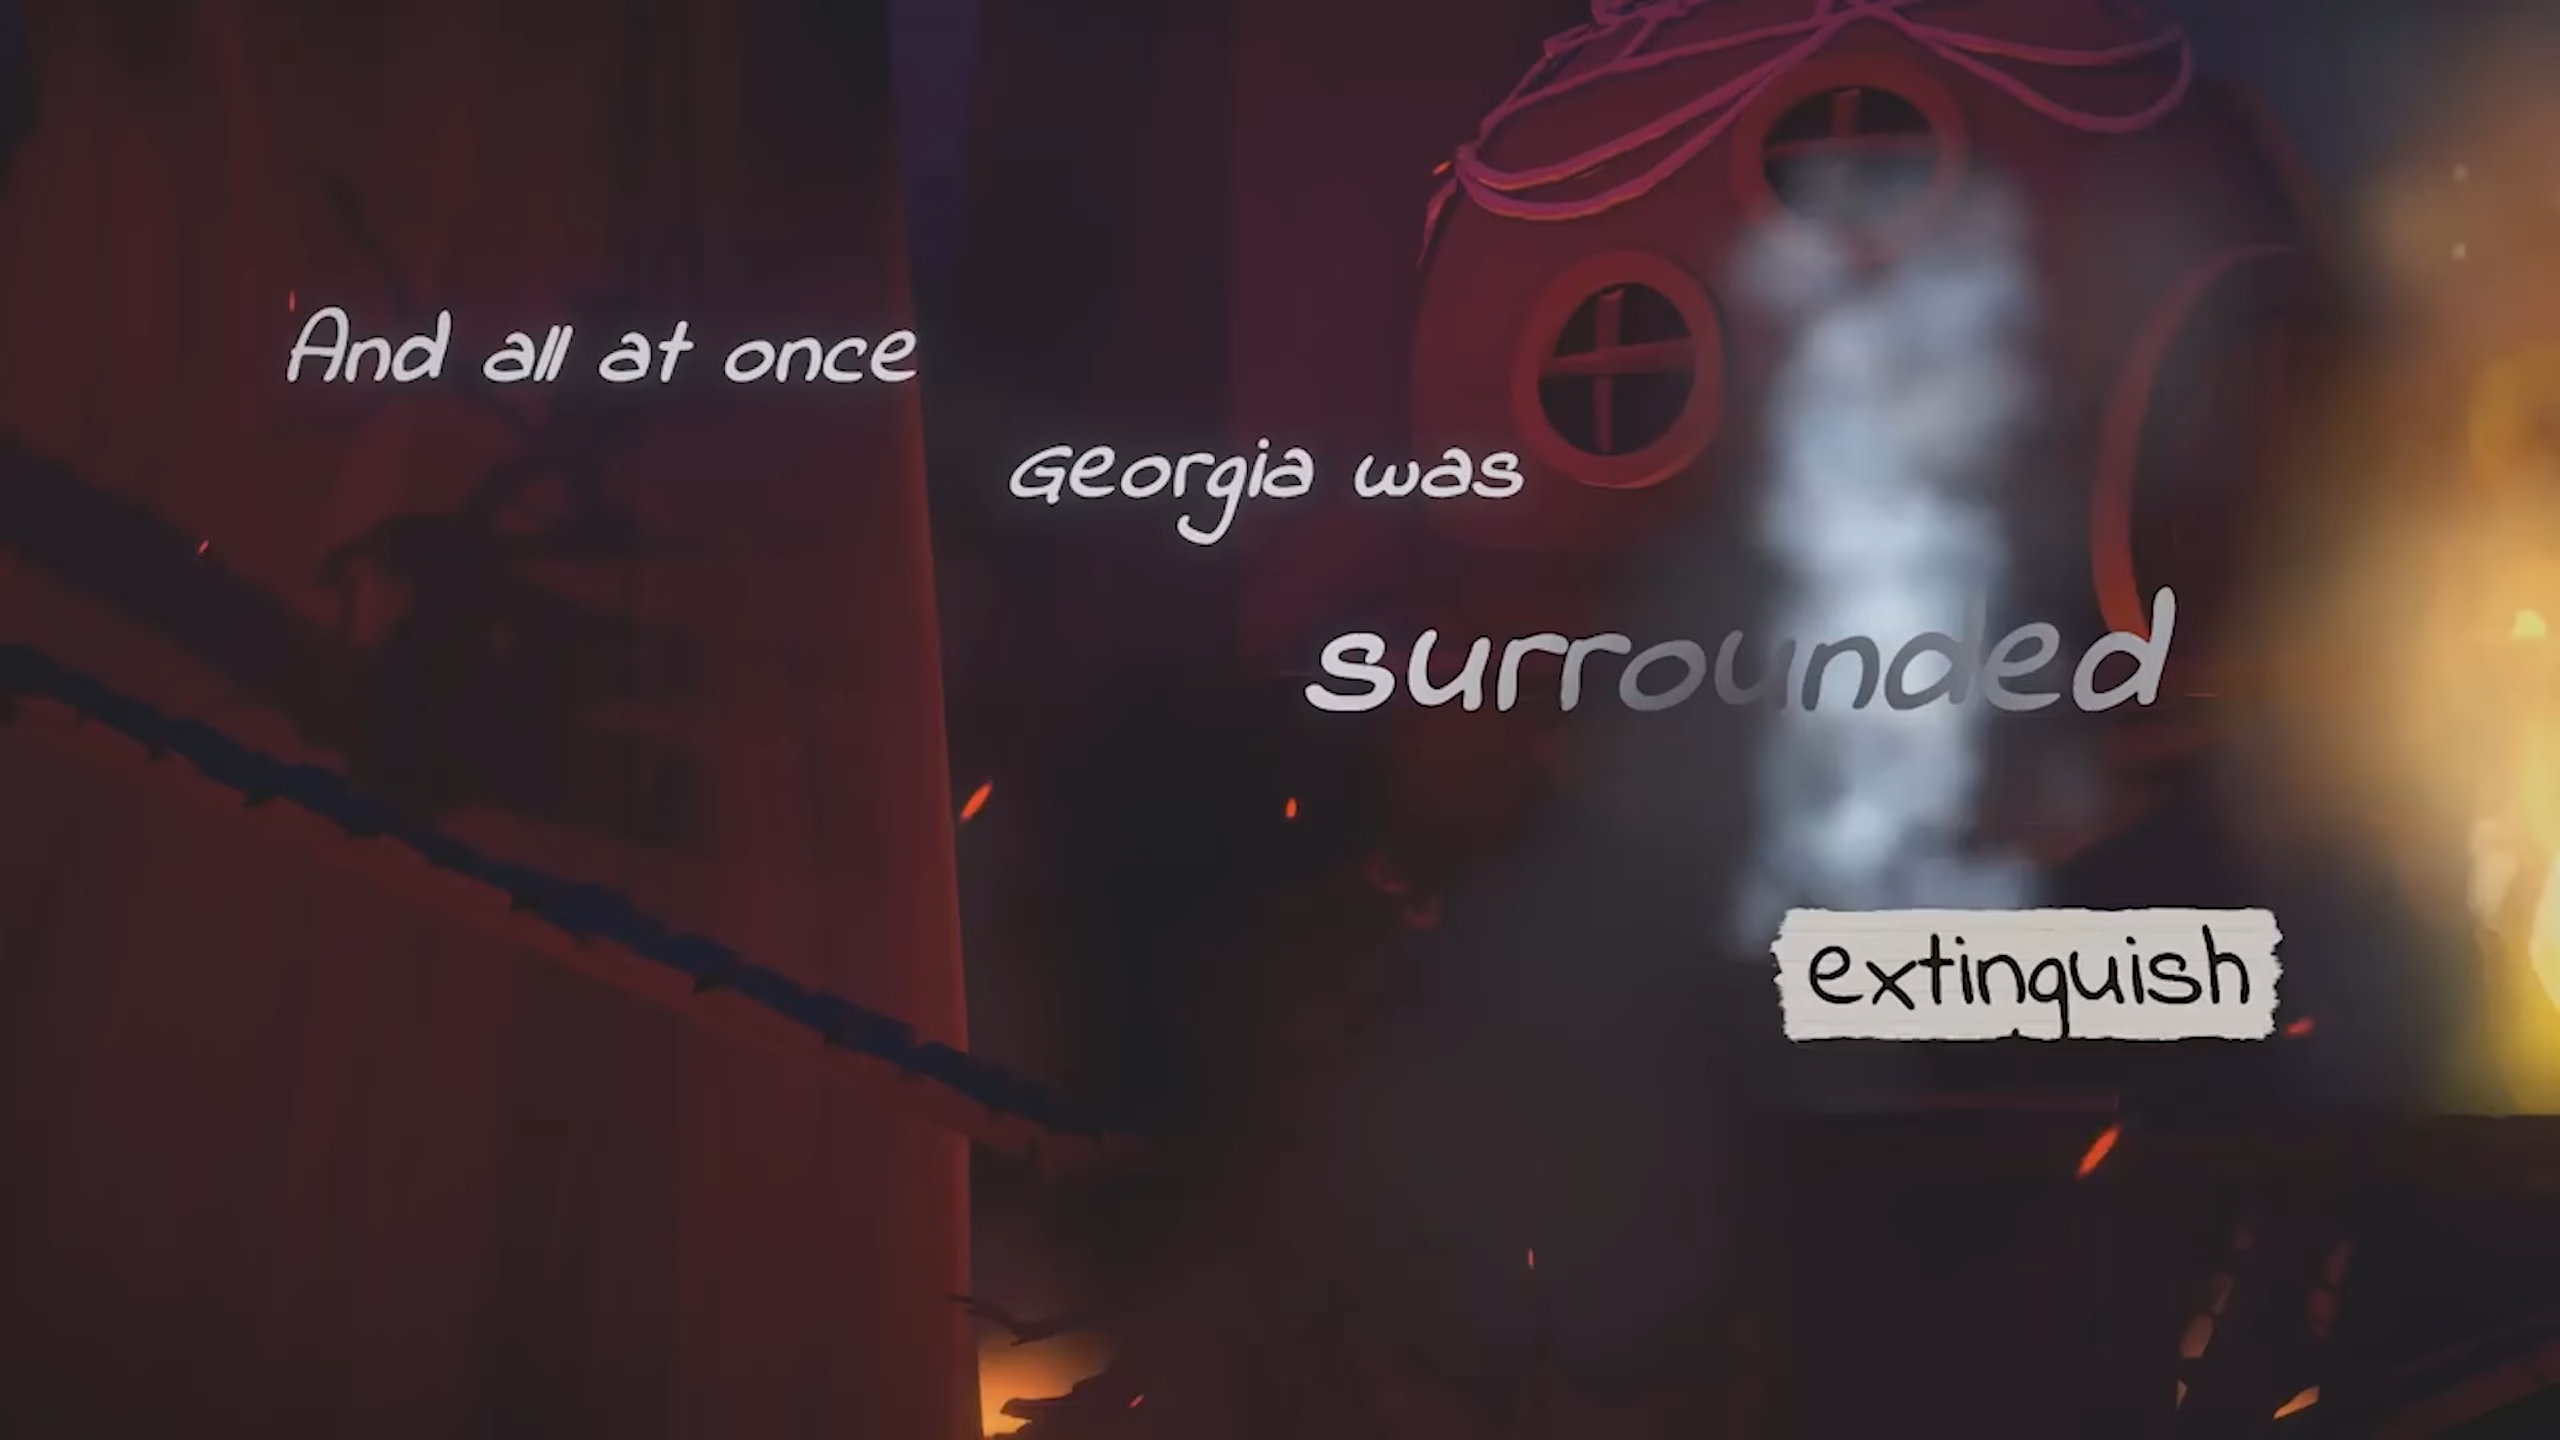 And all at once
Georgia was
surrounded
extinguish